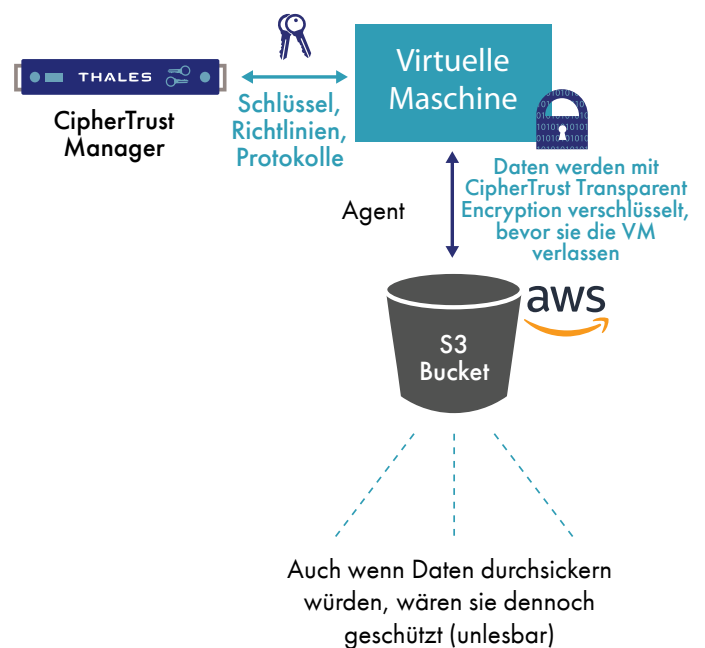 THALES
CipherTrust
Manager
Schlüssel,
Richtlinien,
Protokolle
Virtuelle
Maschine
Daten werden mit
CipherTrust Transparent
Encryption verschlüsselt,
bevor sie die VM
verlassen
Agent
aws
S3
Bucket
Auch wenn Daten durchsickern
würden, wären sie dennoch
geschützt (unlesbar)